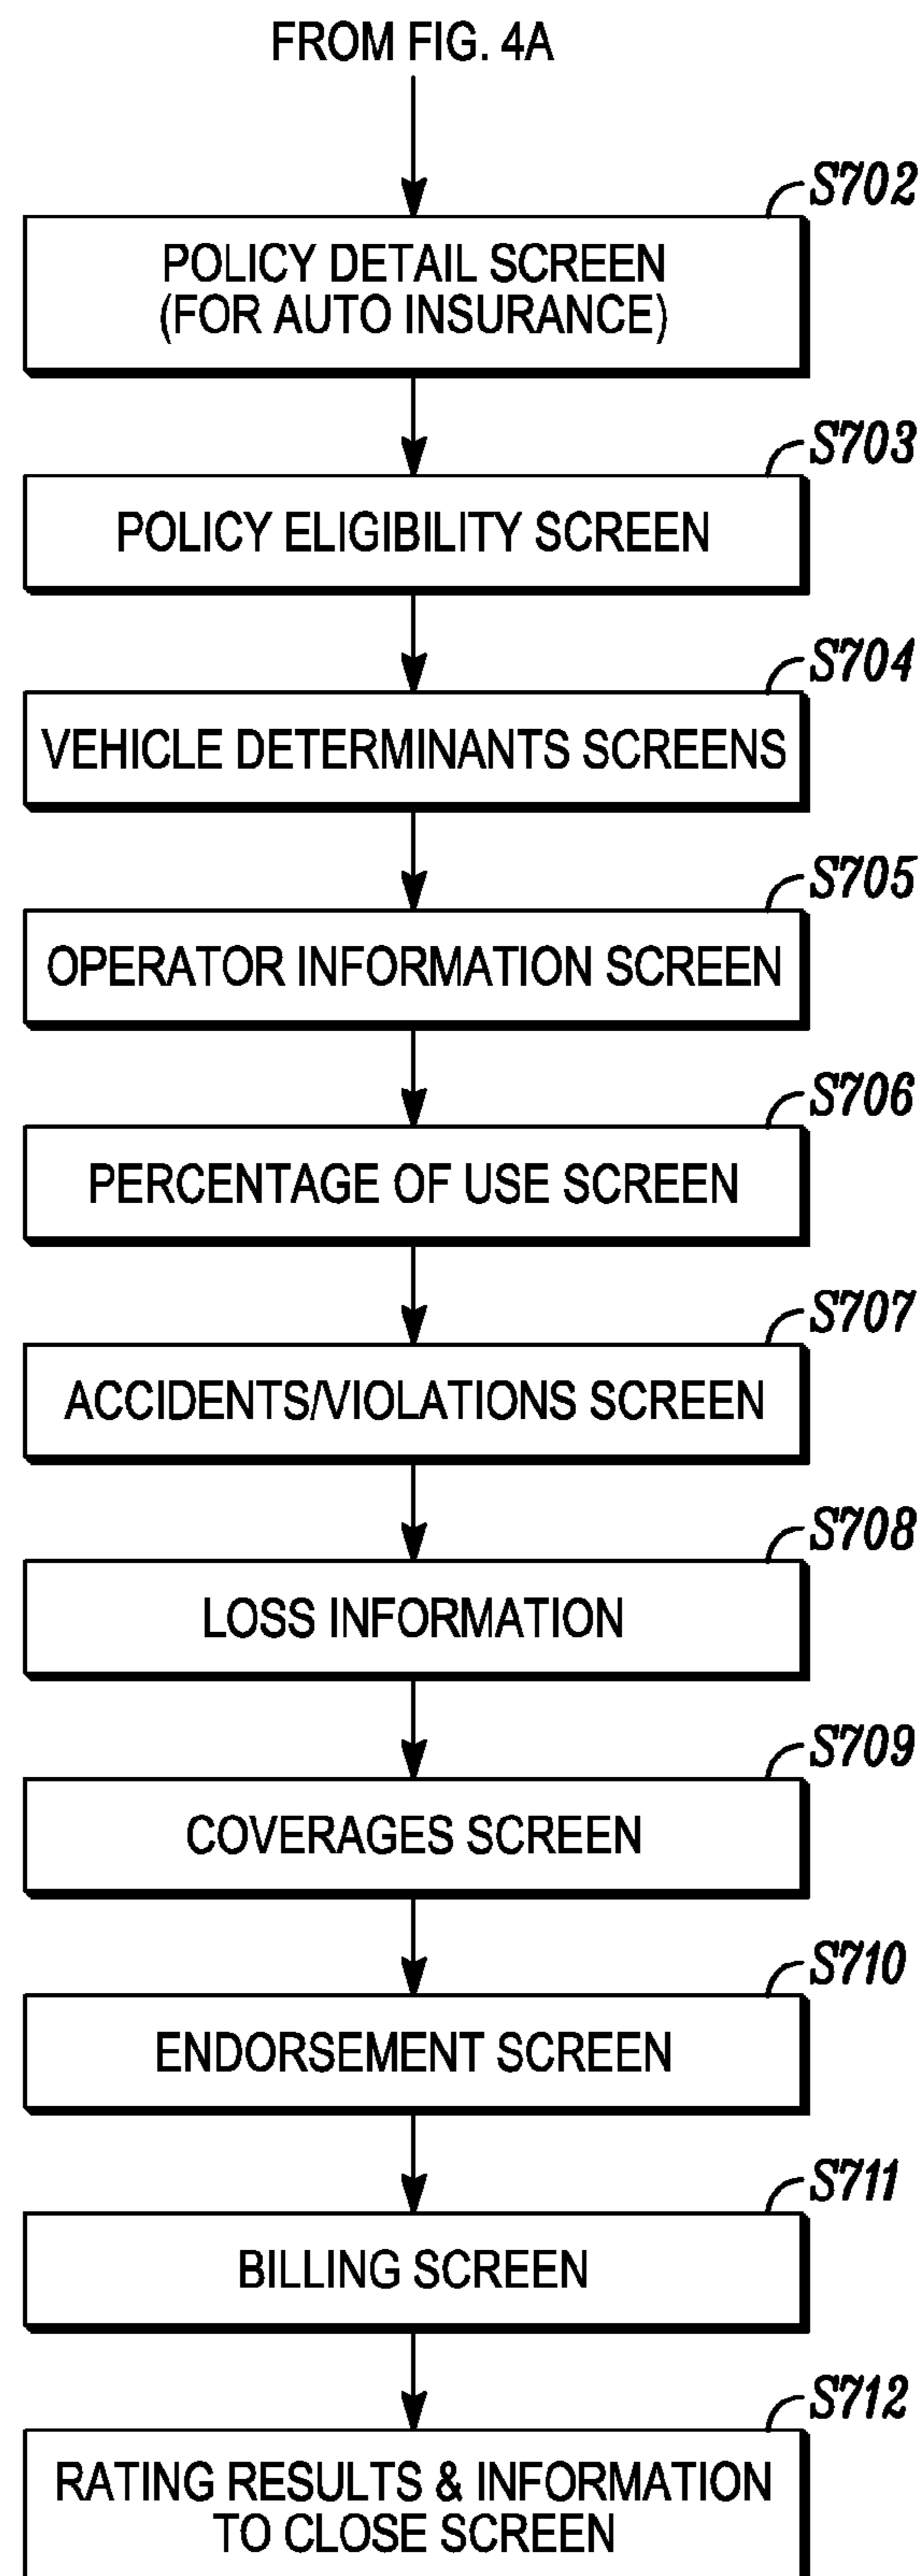 FROM FIG. 4A
S702
POLICY DETAIL SCREEN
(FOR AUTO INSURANCE)
S703
POLICY ELIGIBILITY SCREEN
S704
VEHICLE DETERMINANTS SCREENS
S705
OPERATOR INFORMATION SCREEN
S706
PERCENTAGE OF USE SCREEN
S707
ACCIDENTS/VIOLATIONS SCREEN
S708
LOSS INFORMATION
S709
COVERAGES SCREEN
S710
ENDORSEMENT SCREEN
S711
BILLING SCREEN
S712
RATING RESULTS & INFORMATION
TO CLOSE SCREEN